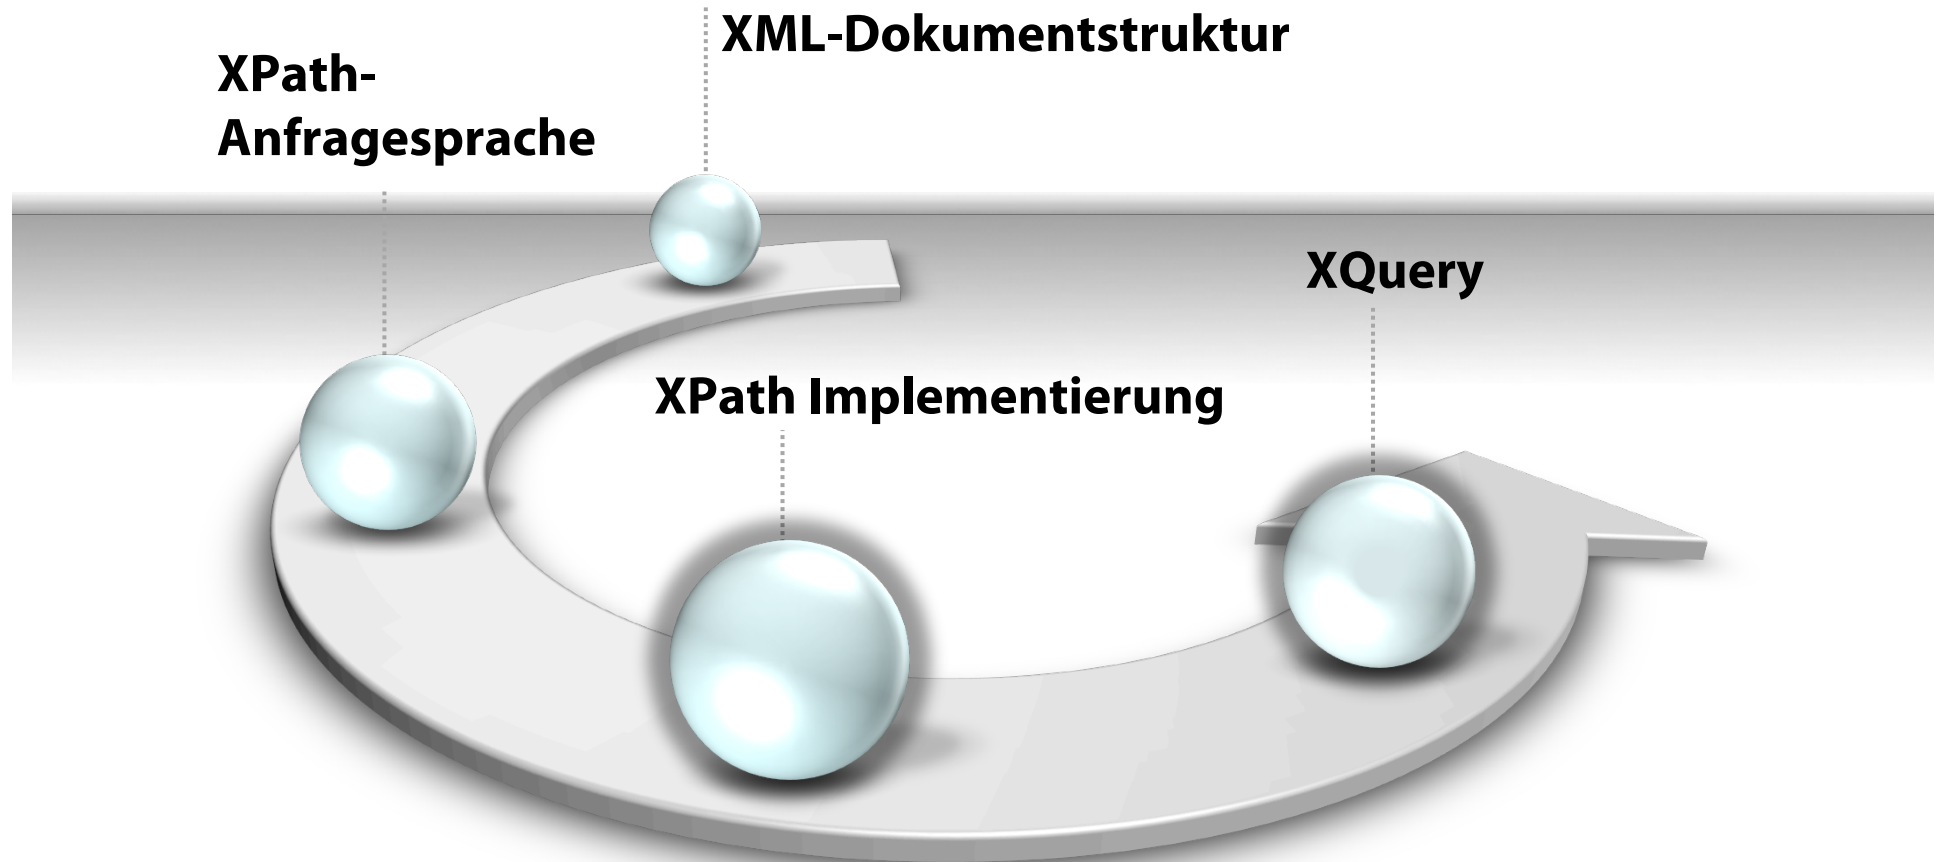 XML-Dokumentstruktur
XPath-
Anfragesprache
XQuery
XPath Implementierung